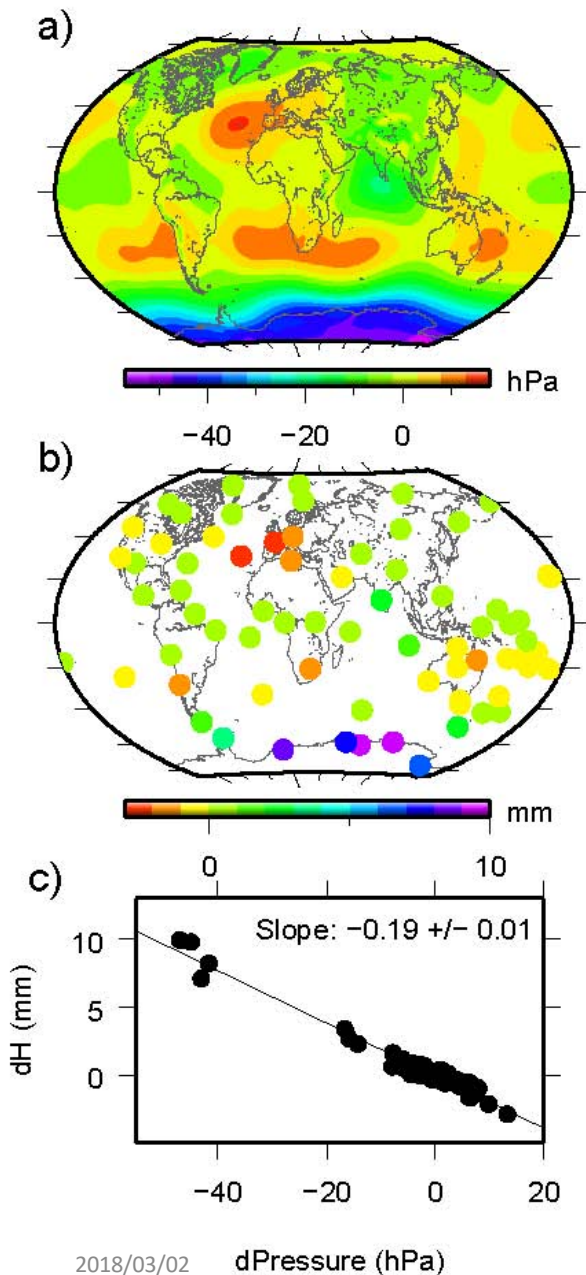 a)
hPa
−40 −20 0
b)
mm
0 10
c)
Slope: −0.19 +/− 0.01
dH (mm)
10
5
0
−40 −20 0 20
2018/03/02 dPressure (hPa)